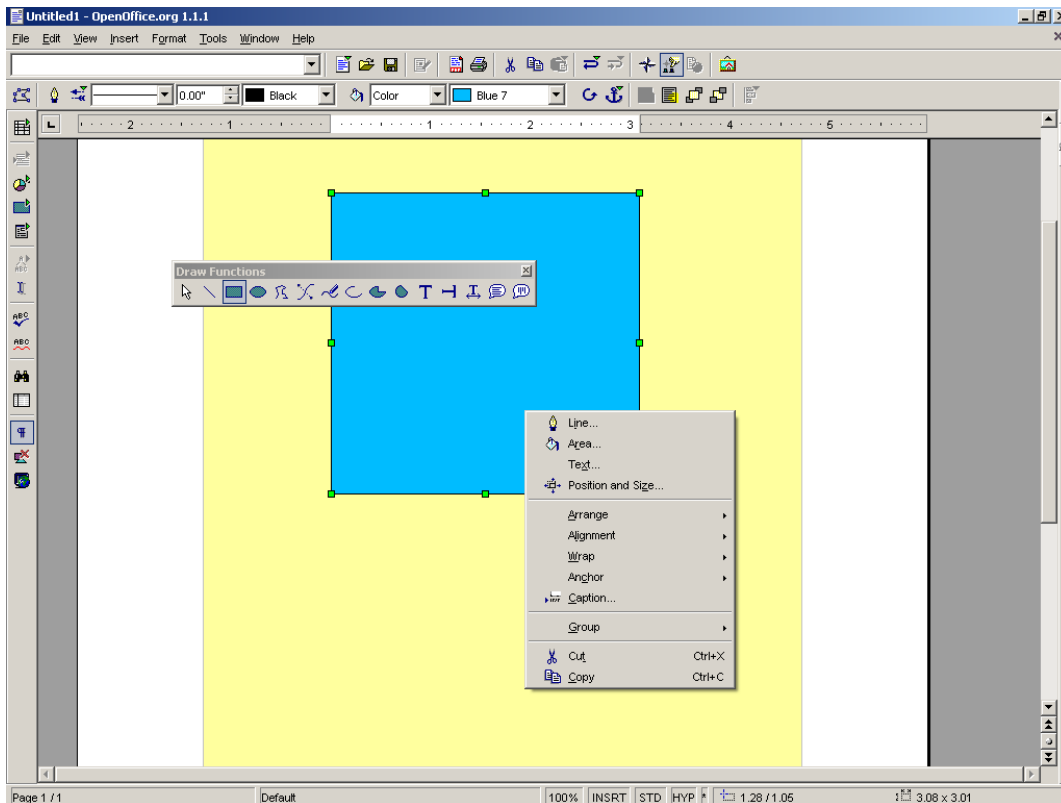 Untitled1 - OpenOffice.org 1.1.1
File Edit View Insert Format Tools Window Help
0.00" Black Color Blue 7
2 1 1 2 3 4 5
Draw Functions
Line...
Area...
Text...
Position and Size...
Arrange
Alignment
Wrap
Anchor
Caption...
Group
Cut Ctrl+X
Copy Ctrl+C
Page 1 / 1 Default 100% INSRT STD HYP * 1.28 / 1.05 3.08 x 3.01